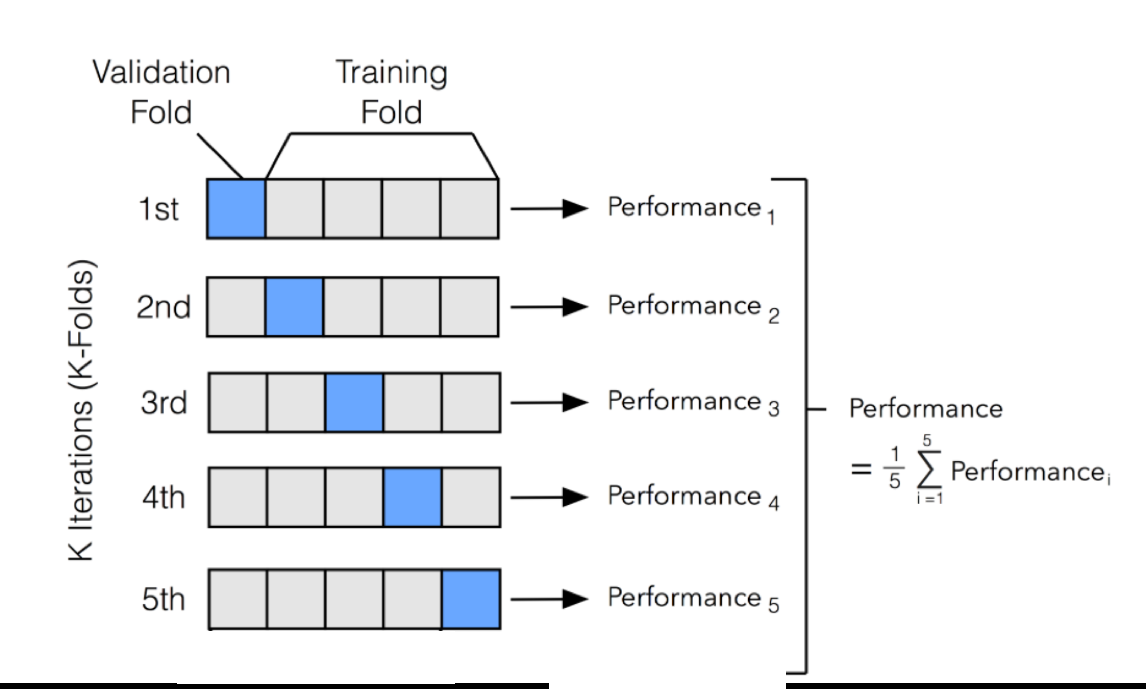 Validation
Fold
Training
Fold
K Iterations (K-Folds)
1st
Performance 1
2nd
Performance 2
3rd
Performance 3
4th
Performance 4
5th
Performance 5
Performance
= 1/5 5 ∑ i=1 Performance i